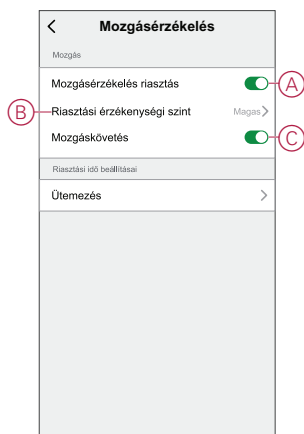 Mozgásérzékelés
Mozgás
Mozgásérzékelés riasztás
A
B
Riasztási érzékenységi szint
Magas
Mozgáskövetés
C
Riasztási idő beállításai
Ütemezés